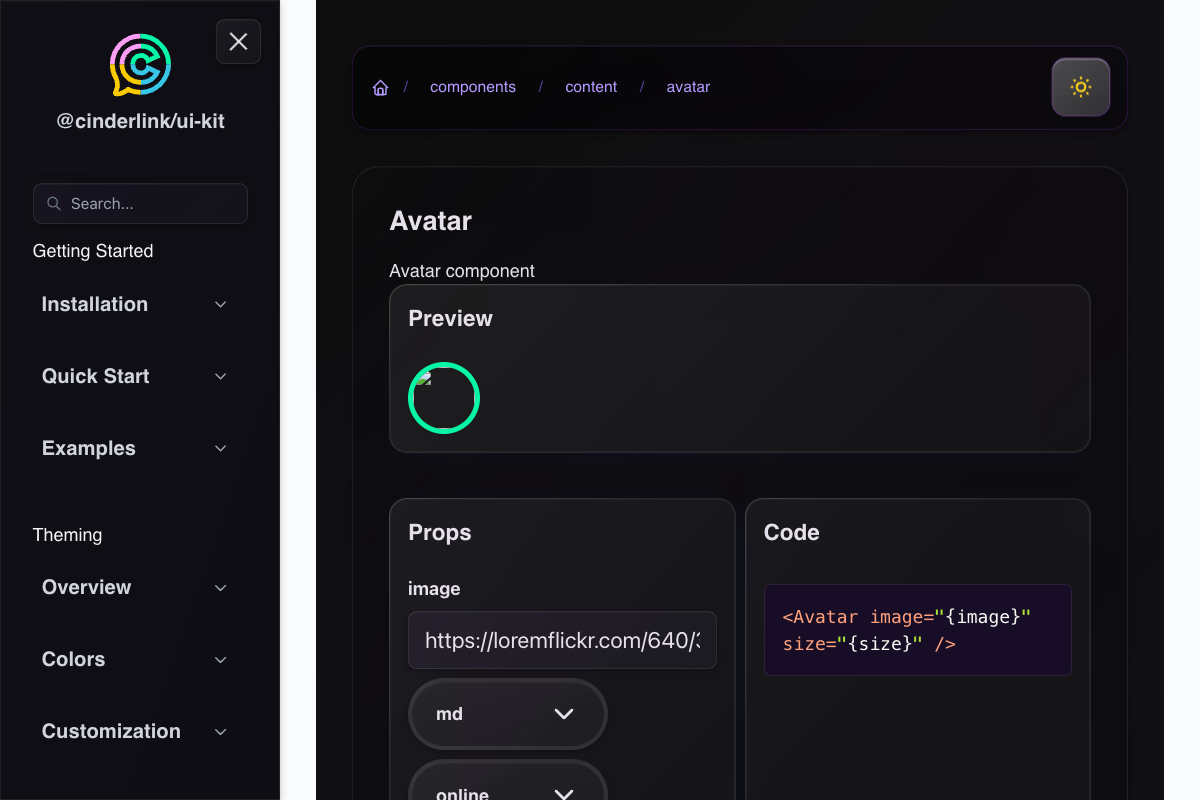 @cinderlink/ui-kit
Search...
Getting Started
Installation
Quick Start
Examples
Theming
Overview
Colors
Customization
/ components / content / avatar
Avatar
Avatar component
Preview
Props
image
https://loremflickr.com/640/3
md
online
Code
<Avatar image="{image}"
size="{size}" />